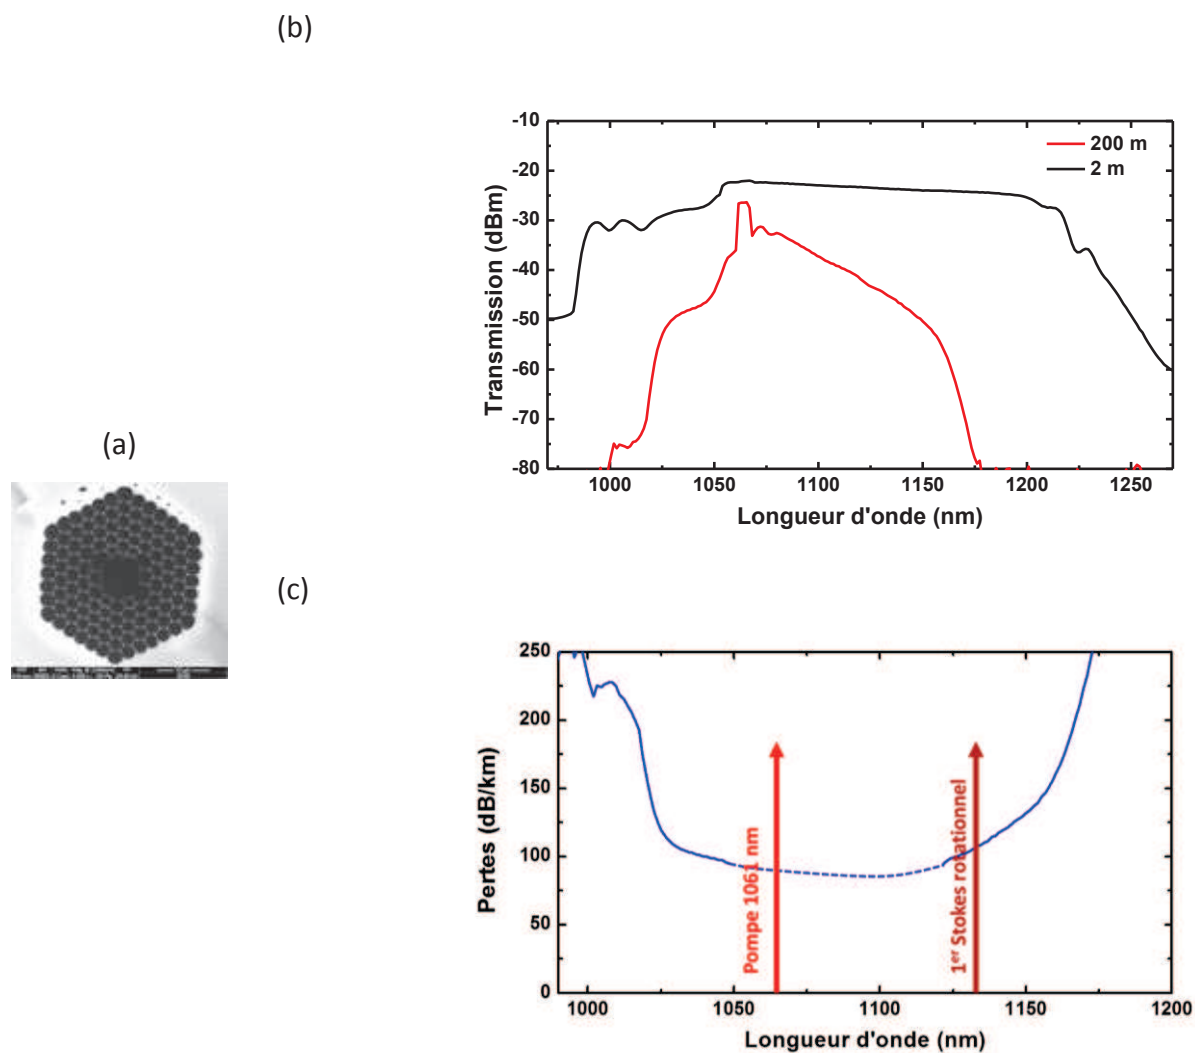 (b)
-10
-20
-30
-40
-50
-60
-70
-80
Transmission (dBm)
200 m
2 m
1000
1050
1100
1150
1200
1250
Longueur d'onde (nm)
(a)
(c)
250
200
150
100
50
0
Pertes (dB/km)
Pompe 1061 nm
1er Stokes rotationnel
1000
1050
1100
1150
1200
Longueur d'onde (nm)